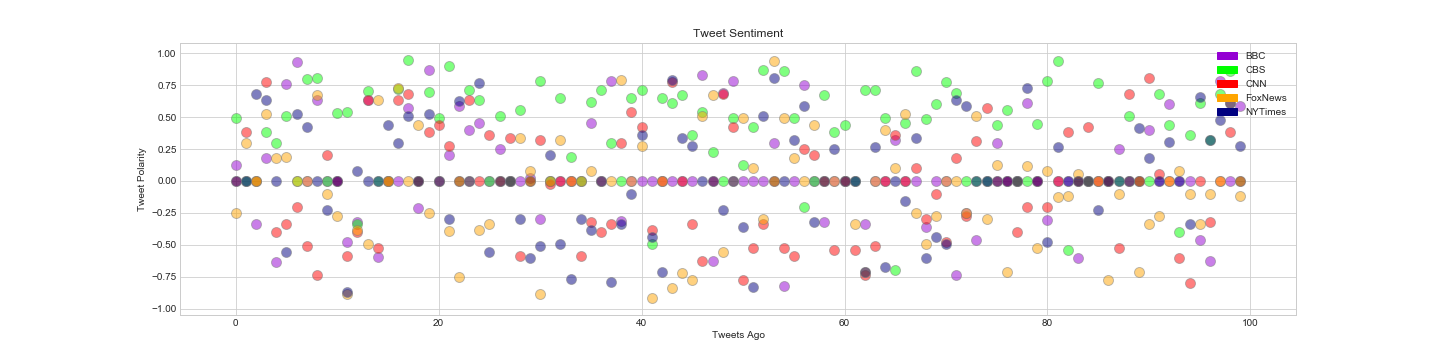 Tweet Sentiment
1.00
0.75
0.50
0.25
0.00
−0.25
−0.50
−0.75
−1.00
Tweet Polarity
BBC
CBS
CNN
FoxNews
NYTimes
0 20 40 60 80 100
Tweets Ago